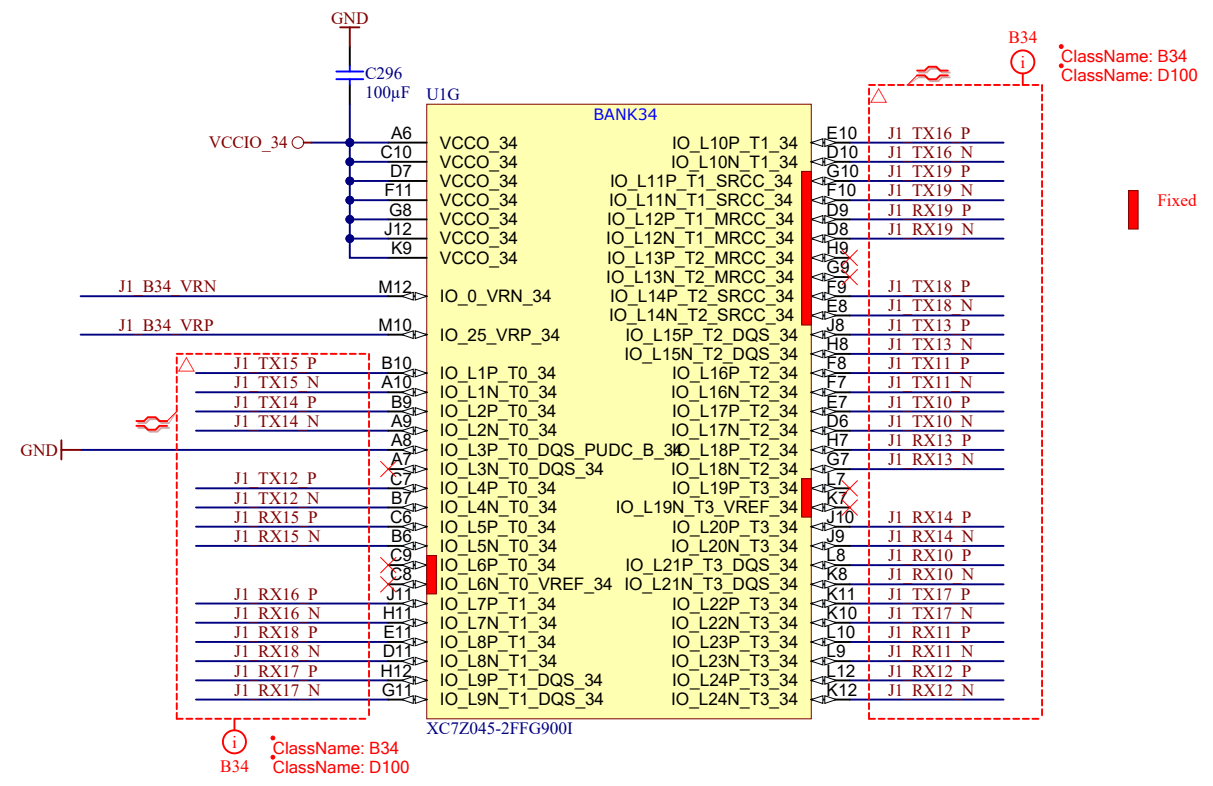 GND
C296
100µF
U1G
BANK34
VCCIO_34
A6 VCCO_34
C10 VCCO_34
D7 VCCO_34
F11 VCCO_34
G8 VCCO_34
J12 VCCO_34
K9 VCCO_34
J1_B34_VRN M12 IO_0_VRN_34
J1_B34_VRP M10 IO_25_VRP_34
J1_TX15_P B10 IO_L1P_T0_34
J1_TX15_N A10 IO_L1N_T0_34
J1_TX14_P B9 IO_L2P_T0_34
J1_TX14_N A9 IO_L2N_T0_34
GND A8 IO_L3P_T0_DQS_PUDC_B_34
A7 IO_L3N_T0_DQS_34
J1_TX12_P C7 IO_L4P_T0_34
J1_TX12_N B7 IO_L4N_T0_34
J1_RX15_P C6 IO_L5P_T0_34
J1_RX15_N B6 IO_L5N_T0_34
C9 IO_L6P_T0_34
C8 IO_L6N_T0_VREF_34
J1_RX16_P J11 IO_L7P_T1_34
J1_RX16_N H11 IO_L7N_T1_34
J1_RX18_P E11 IO_L8P_T1_34
J1_RX18_N D11 IO_L8N_T1_34
J1_RX17_P H12 IO_L9P_T1_DQS_34
J1_RX17_N G11 IO_L9N_T1_DQS_34
XC7Z045-2FFG900I
B34
ClassName: B34
ClassName: D100
B34
ClassName: B34
ClassName: D100
IO_L10P_T1_34 E10 J1_TX16_P
IO_L10N_T1_34 D10 J1_TX16_N
IO_L11P_T1_SRCC_34 G10 J1_TX19_P
IO_L11N_T1_SRCC_34 F10 J1_TX19_N
IO_L12P_T1_MRCC_34 D9 J1_RX19_P
IO_L12N_T1_MRCC_34 D8 J1_RX19_N
IO_L13P_T2_MRCC_34 H9
IO_L13N_T2_MRCC_34 G9
IO_L14P_T2_SRCC_34 F9 J1_TX18_P
IO_L14N_T2_SRCC_34 E8 J1_TX18_N
IO_L15P_T2_DQS_34 J8 J1_TX13_P
IO_L15N_T2_DQS_34 H8 J1_TX13_N
IO_L16P_T2_34 F8 J1_TX11_P
IO_L16N_T2_34 F7 J1_TX11_N
IO_L17P_T2_34 E7 J1_TX10_P
IO_L17N_T2_34 D6 J1_TX10_N
IO_L18P_T2_34 H7 J1_RX13_P
IO_L18N_T2_34 G7 J1_RX13_N
IO_L19P_T3_34 L7
IO_L19N_T3_VREF_34 K7
IO_L20P_T3_34 J10 J1_RX14_P
IO_L20N_T3_34 J9 J1_RX14_N
IO_L21P_T3_DQS_34 L8 J1_RX10_P
IO_L21N_T3_DQS_34 K8 J1_RX10_N
IO_L22P_T3_34 K11 J1_TX17_P
IO_L22N_T3_34 K10 J1_TX17_N
IO_L23P_T3_34 L10 J1_RX11_P
IO_L23N_T3_34 L9 J1_RX11_N
IO_L24P_T3_34 L12 J1_RX12_P
IO_L24N_T3_34 K12 J1_RX12_N
Fixed